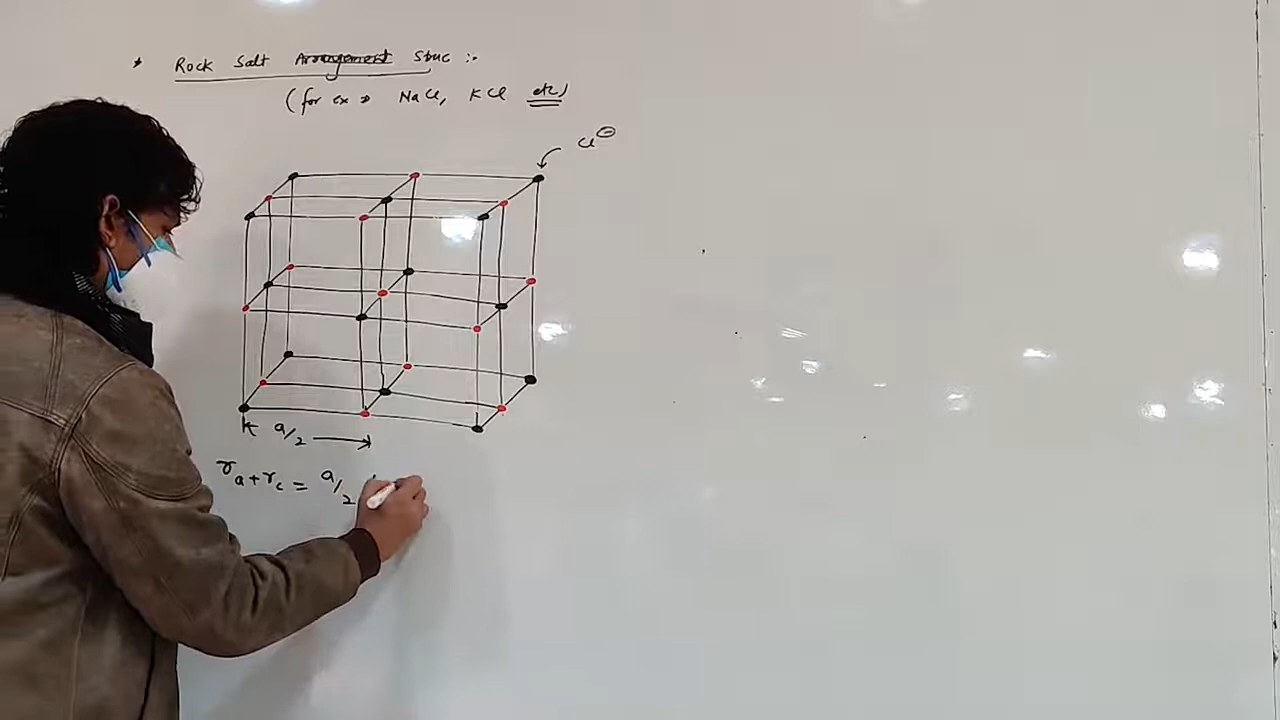 * Rock Salt Arrangement Struc :-
(for ex → NaCl, KCl etc)
Cl⊖
a/2
ra + rc = a/2